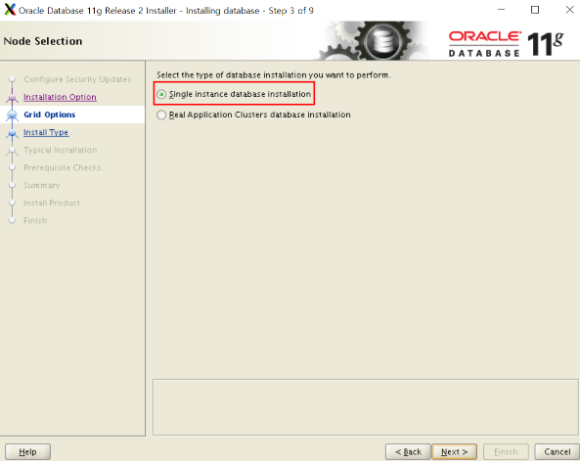 Oracle Database 11g Release 2 Installer - Installing database - Step 3 of 9
Node Selection
ORACLE
DATABASE
11g
Configure Security Updates
Installation Option
Grid Options
Install Type
Typical Installation
Prerequisite Checks
Summary
Install Product
Finish
Select the type of database installation you want to perform.
Single instance database installation
Real Application Clusters database installation
Help
< Back
Next >
Finish
Cancel